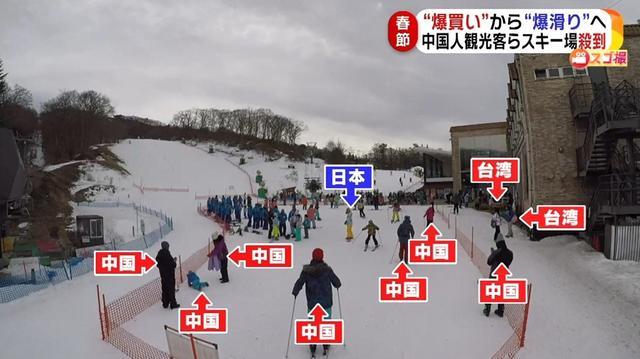 春節
“爆買い”から“爆滑り”へ
中国人観光客らスキー場殺到
スゴ撮
日本
台湾
台湾
中国
中国
中国
中国
中国
中国
中国
中国